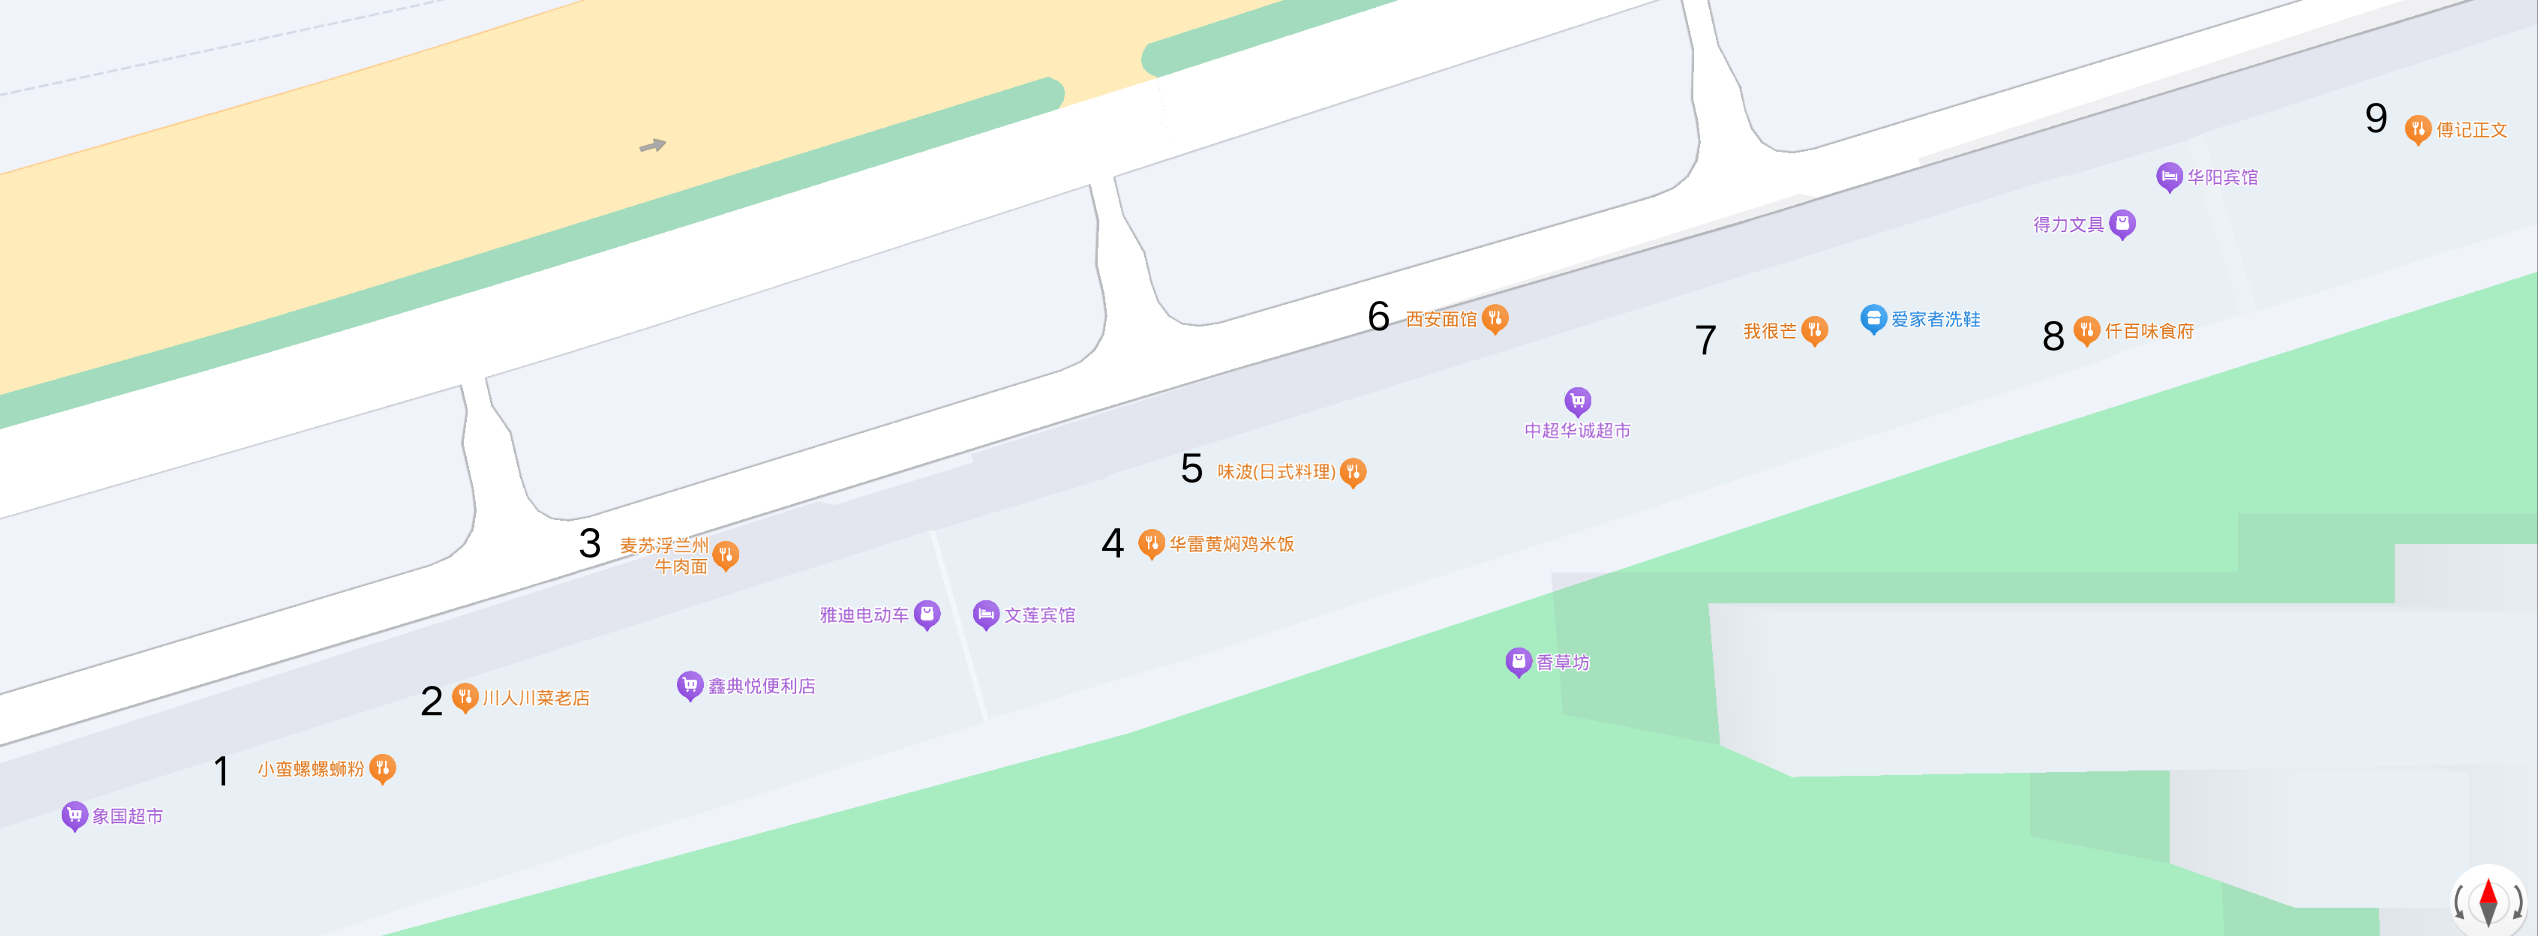 9
傅记正文
华阳宾馆
得力文具
6
西安面馆
7
我很芒
爱家者洗鞋
8
仟百味食府
中超华诚超市
5
味波(日式料理)
3
麦苏浮兰州
牛肉面
4
华雷黄焖鸡米饭
雅迪电动车
文莲宾馆
香草坊
2
川人川菜老店
鑫典悦便利店
1
小蛮螺螺蛳粉
象国超市